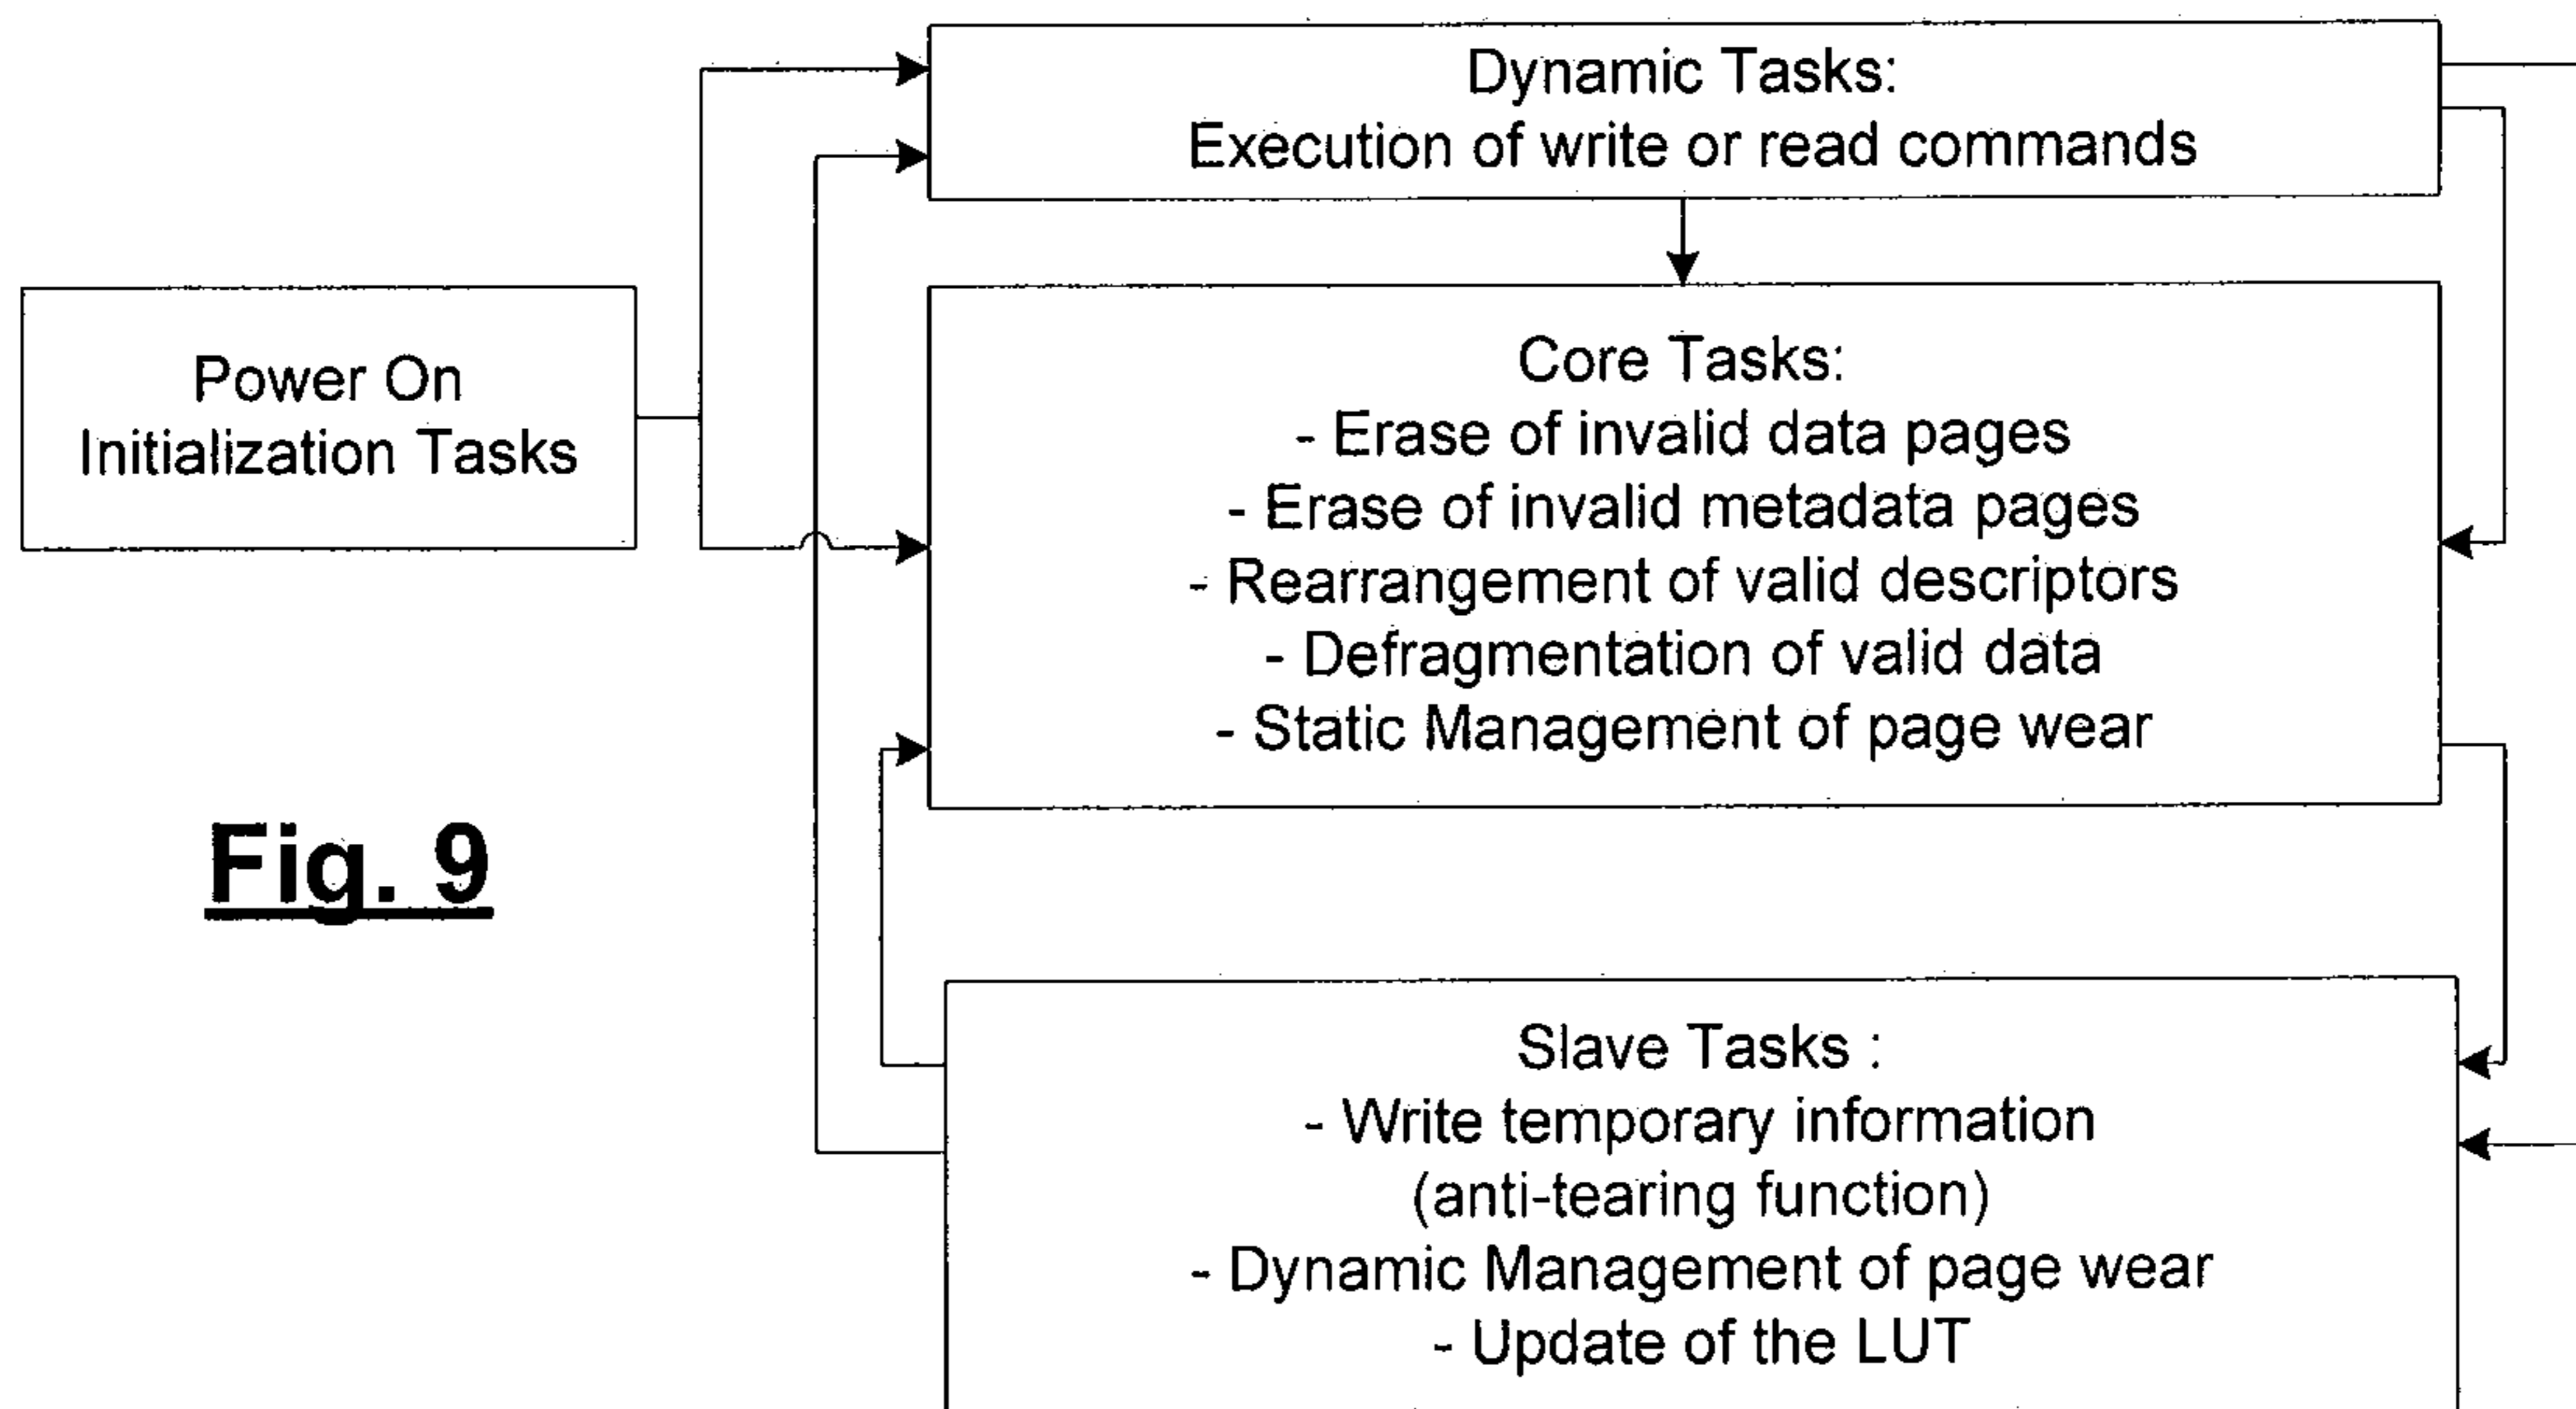 Dynamic Tasks:
Execution of write or read commands
Power On
Initialization Tasks
Core Tasks:
- Erase of invalid data pages
- Erase of invalid metadata pages
- Rearrangement of valid descriptors
- Defragmentation of valid data
- Static Management of page wear
Fig. 9
Slave Tasks :
- Write temporary information
(anti-tearing function)
- Dynamic Management of page wear
- Update of the LUT